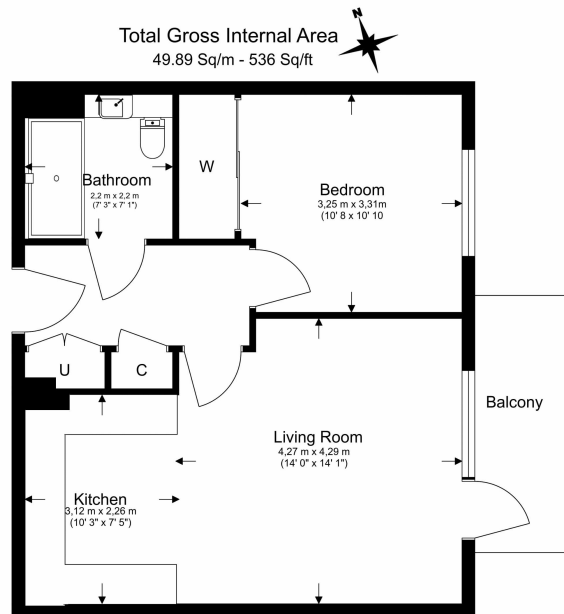 N
Total Gross Internal Area
49.89 Sq/m - 536 Sq/ft
Bathroom
2,2 m x 2,2 m
(7' 3" x 7' 1")
W
Bedroom
3,25 m x 3,31m
(10' 8 x 10' 10
U
C
Balcony
Living Room
4,27 m x 4,29 m
(14' 0" x 14' 1")
Kitchen
3,12 m x 2,26 m
(10' 3" x 7' 5")